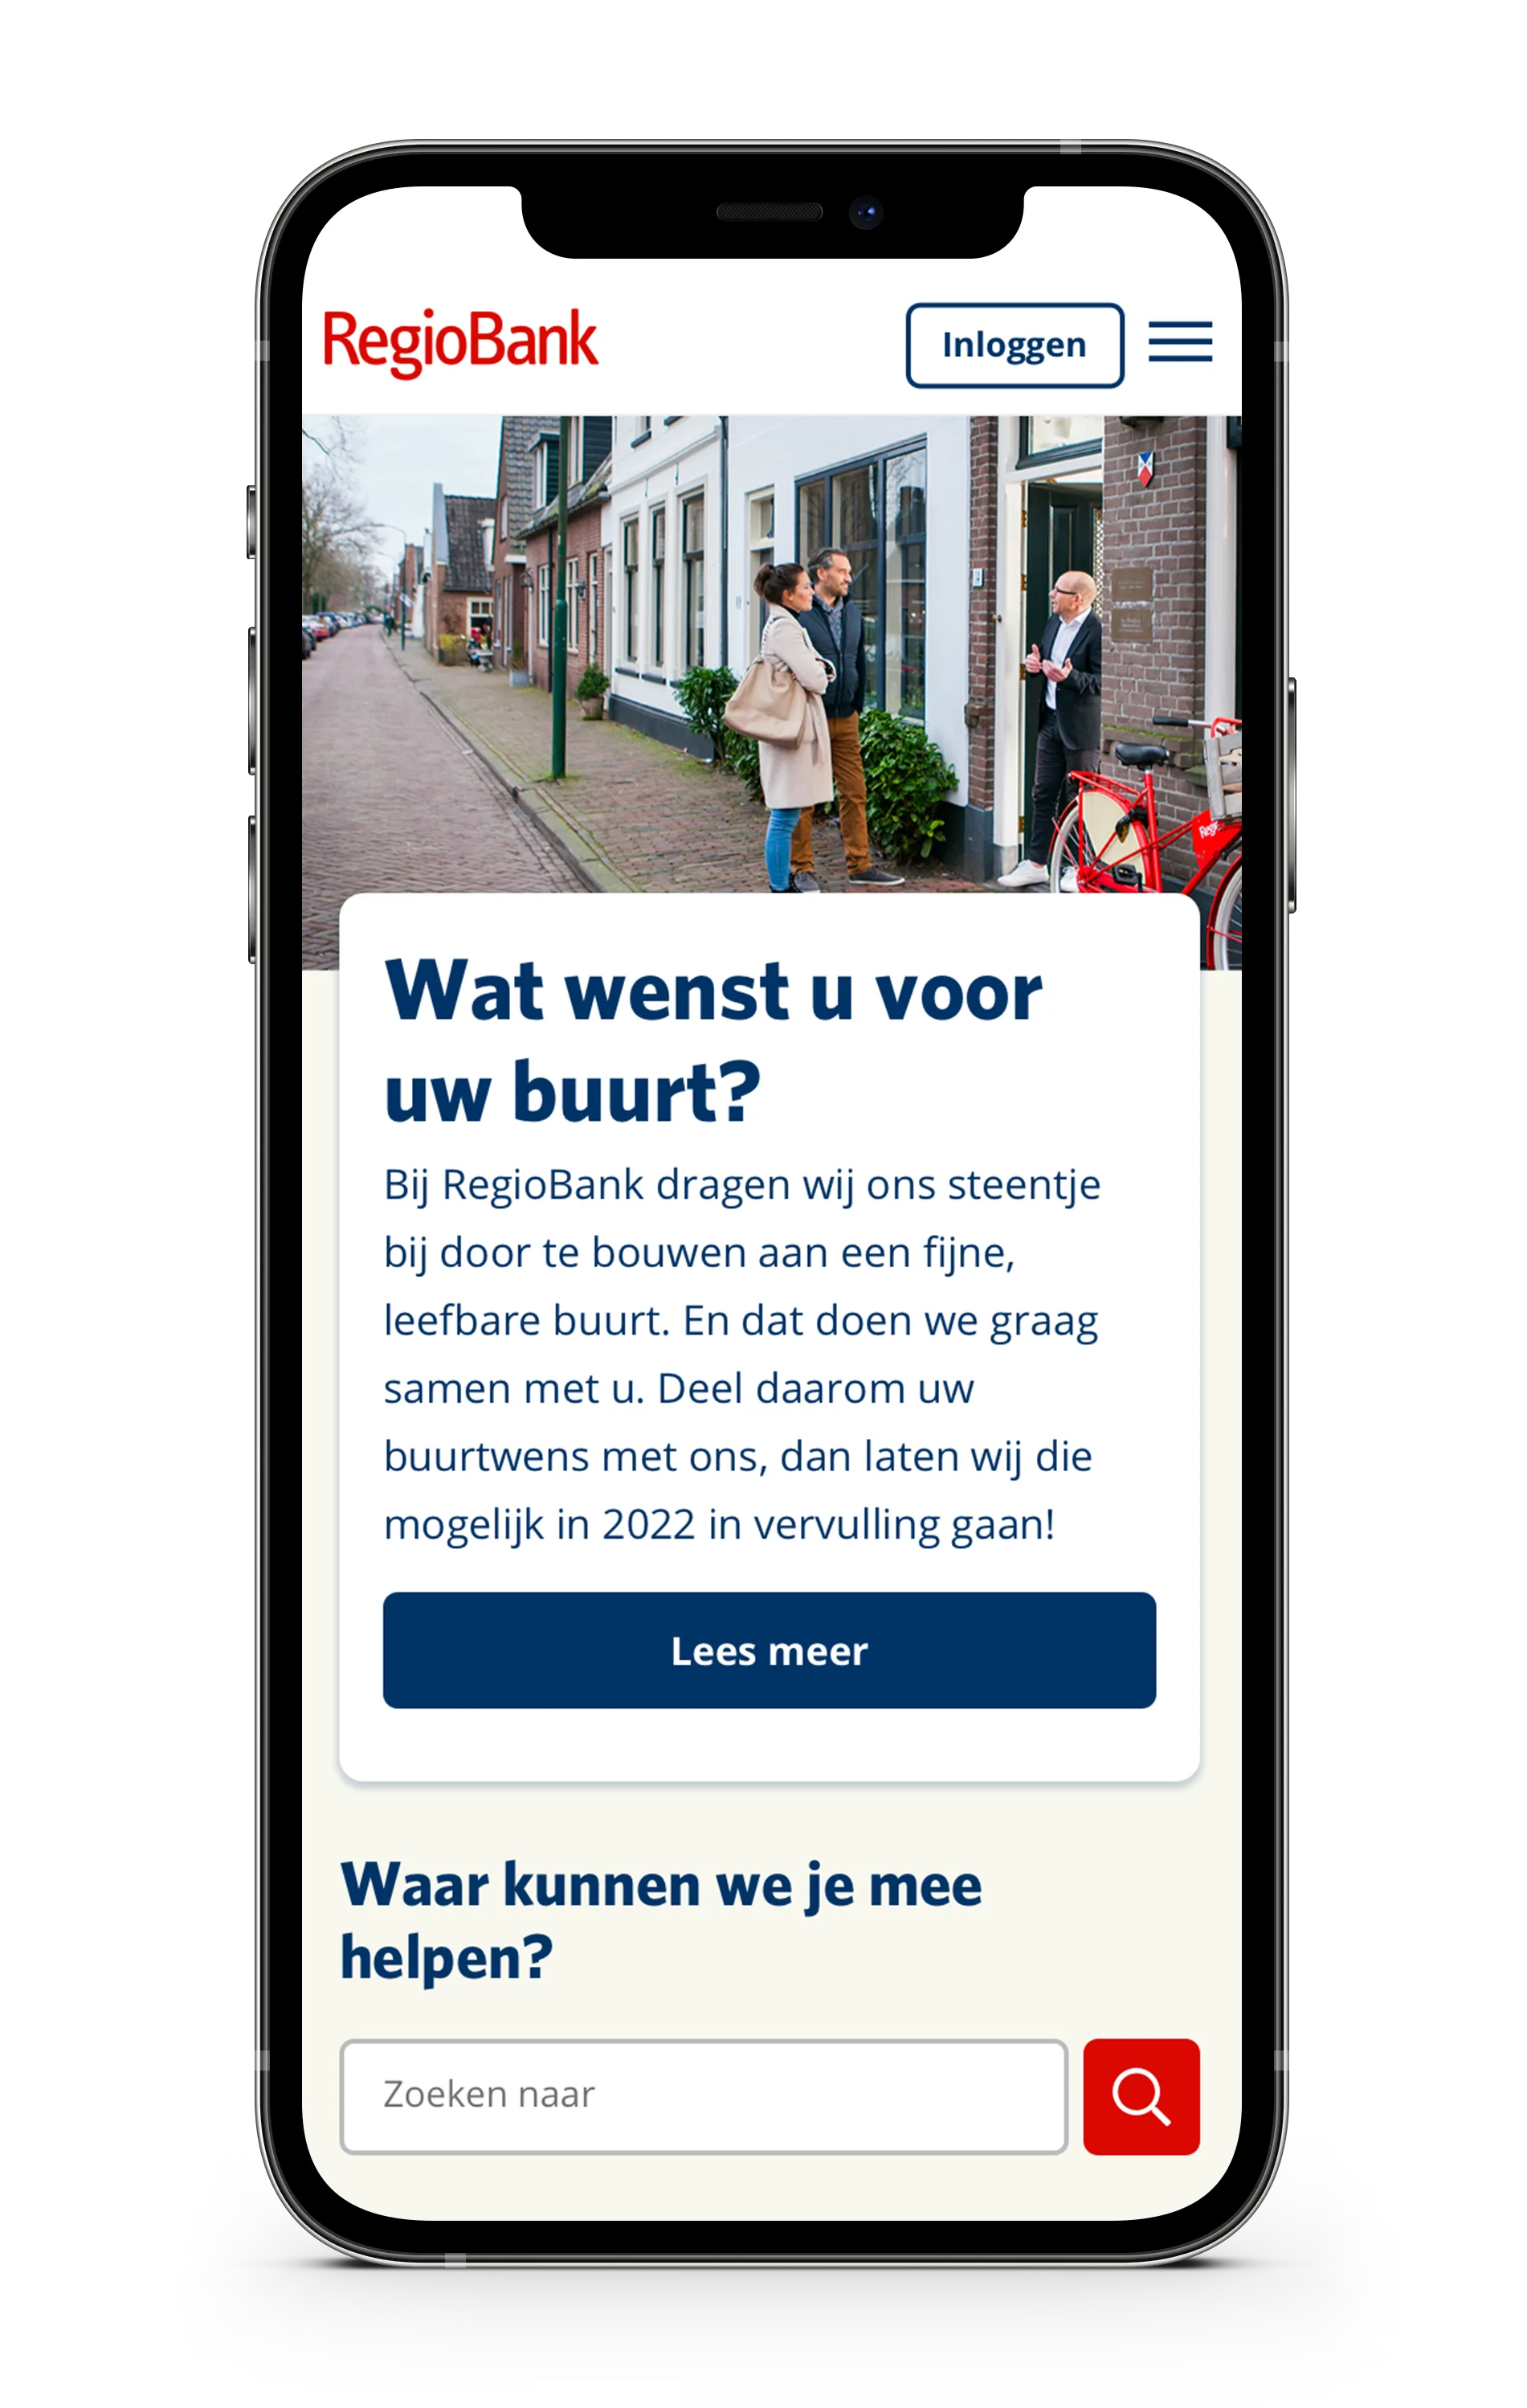 RegioBank
Inloggen
Regio
Wat wenst u voor
uw buurt?
Bij RegioBank dragen wij ons steentje
bij door te bouwen aan een fijne,
leefbare buurt. En dat doen we graag
samen met u. Deel daarom uw
buurtwens met ons, dan laten wij die
mogelijk in 2022 in vervulling gaan!
Lees meer
Waar kunnen we je mee
helpen?
Zoeken naar